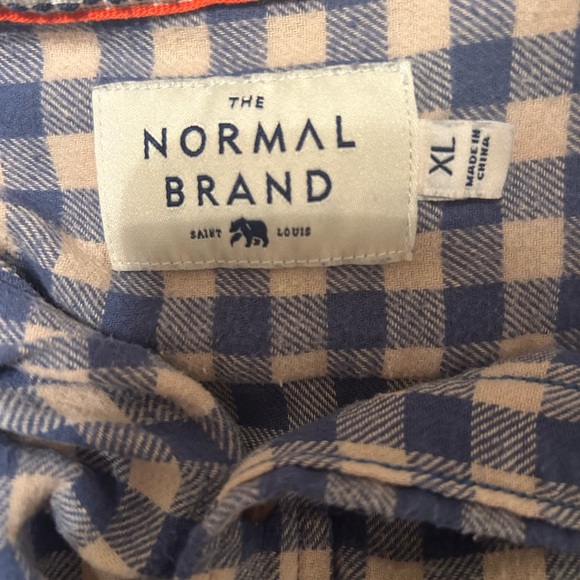 THE
NORMAL
BRAND
SAINT LOUIS
XL
MADE IN
CHINA